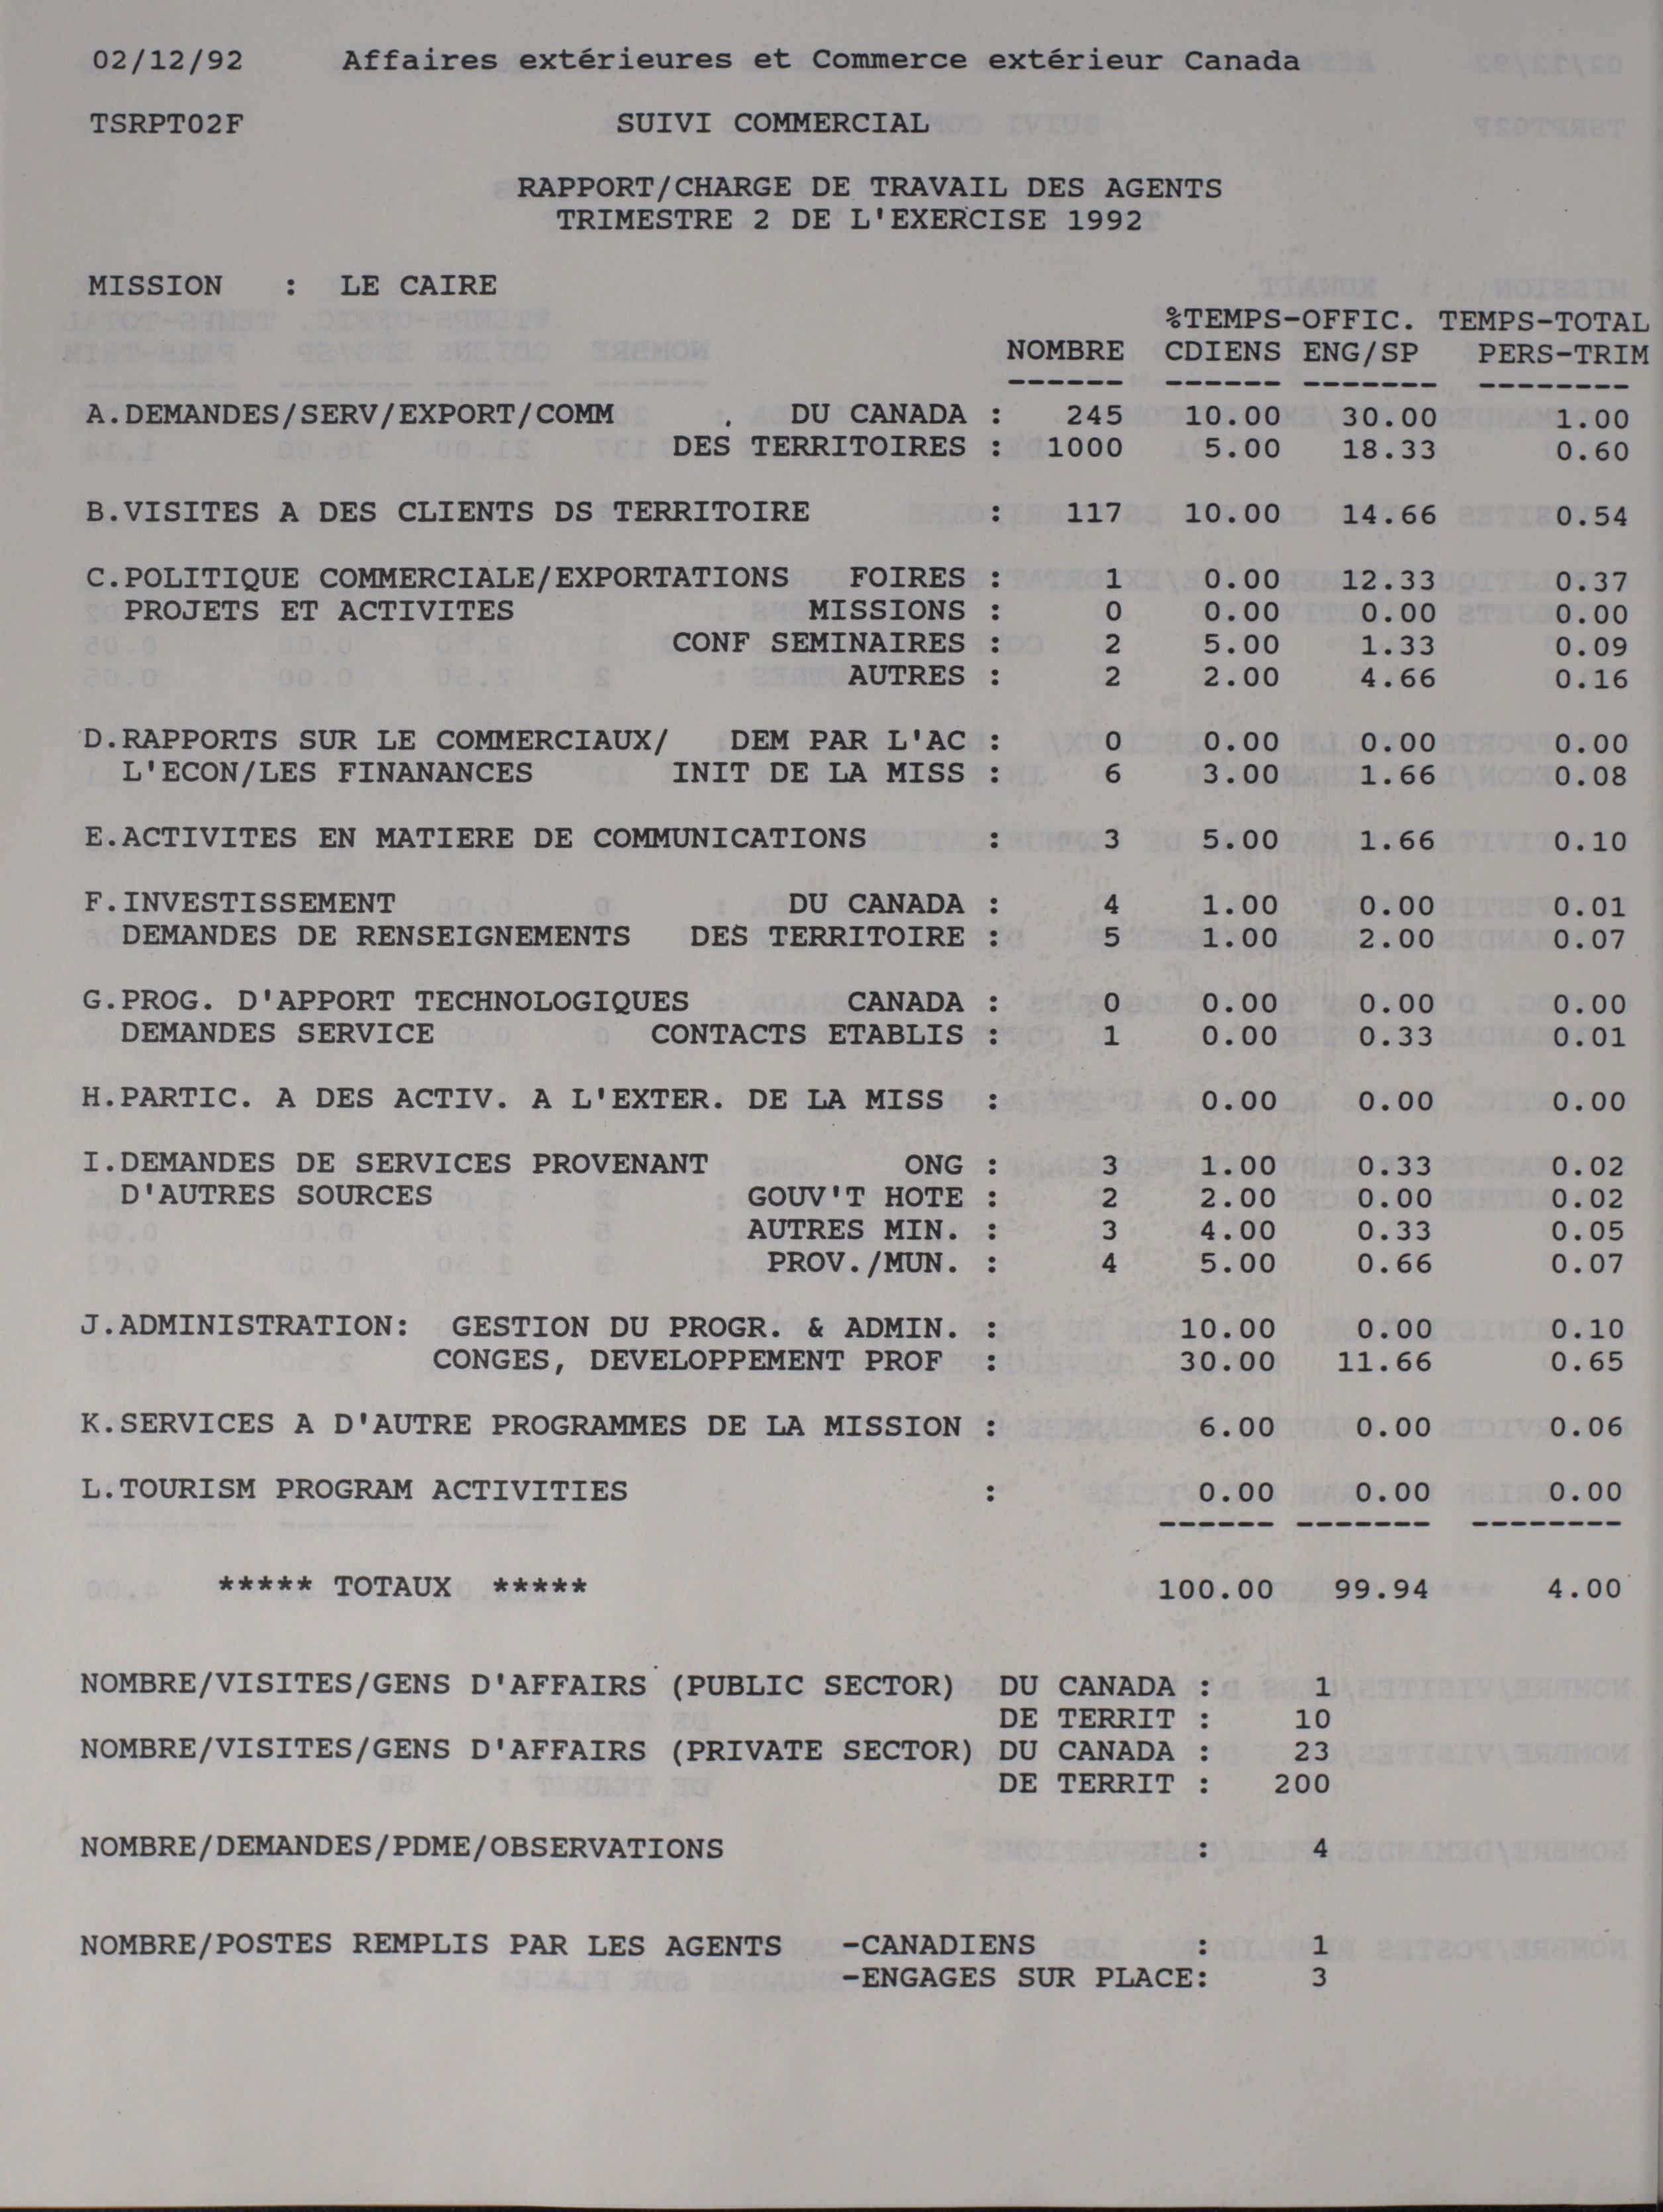 02/12/92 Affaires extérieures et Commerce extérieur Canada
TSRPT02F SUIVI COMMERCIAL
RAPPORT/CHARGE DE TRAVAIL DES AGENTS
TRIMESTRE 2 DE L'EXERCISE 1992
MISSION : LE CAIRE
%TEMPS-OFFIC. TEMPS-TOTAL
NOMBRE CDIENS ENG/SP PERS-TRIM
------ ------ ------- --------
A.DEMANDES/SERV/EXPORT/COMM . DU CANADA : 245 10.00 30.00 1.00
DES TERRITOIRES : 1000 5.00 18.33 0.60
B.VISITES A DES CLIENTS DS TERRITOIRE : 117 10.00 14.66 0.54
C.POLITIQUE COMMERCIALE/EXPORTATIONS FOIRES : 1 0.00 12.33 0.37
PROJETS ET ACTIVITES MISSIONS : 0 0.00 0.00 0.00
CONF SEMINAIRES : 2 5.00 1.33 0.09
AUTRES : 2 2.00 4.66 0.16
D.RAPPORTS SUR LE COMMERCIAUX/ DEM PAR L'AC : 0 0.00 0.00 0.00
L'ECON/LES FINANANCES INIT DE LA MISS : 6 3.00 1.66 0.08
E.ACTIVITES EN MATIERE DE COMMUNICATIONS : 3 5.00 1.66 0.10
F.INVESTISSEMENT DU CANADA : 4 1.00 0.00 0.01
DEMANDES DE RENSEIGNEMENTS DES TERRITOIRE : 5 1.00 2.00 0.07
G.PROG. D'APPORT TECHNOLOGIQUES CANADA : 0 0.00 0.00 0.00
DEMANDES SERVICE CONTACTS ETABLIS : 1 0.00 0.33 0.01
H.PARTIC. A DES ACTIV. A L'EXTER. DE LA MISS : 0.00 0.00 0.00
I.DEMANDES DE SERVICES PROVENANT ONG : 3 1.00 0.33 0.02
D'AUTRES SOURCES GOUV'T HOTE : 2 2.00 0.00 0.02
AUTRES MIN. : 3 4.00 0.33 0.05
PROV./MUN. : 4 5.00 0.66 0.07
J.ADMINISTRATION: GESTION DU PROGR. & ADMIN. : 10.00 0.00 0.10
CONGES, DEVELOPPEMENT PROF : 30.00 11.66 0.65
K.SERVICES A D'AUTRE PROGRAMMES DE LA MISSION : 6.00 0.00 0.06
L.TOURISM PROGRAM ACTIVITIES : 0.00 0.00 0.00
------ ------- --------
***** TOTAUX ***** 100.00 99.94 4.00
NOMBRE/VISITES/GENS D'AFFAIRS (PUBLIC SECTOR) DU CANADA : 1
DE TERRIT : 10
NOMBRE/VISITES/GENS D'AFFAIRS (PRIVATE SECTOR) DU CANADA : 23
DE TERRIT : 200
NOMBRE/DEMANDES/PDME/OBSERVATIONS : 4
NOMBRE/POSTES REMPLIS PAR LES AGENTS -CANADIENS : 1
-ENGAGES SUR PLACE: 3